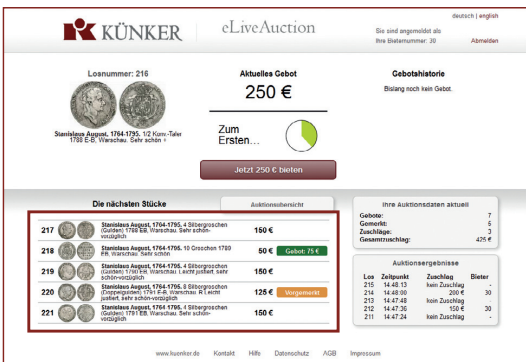 deutsch | english
KÜNKER
eLiveAuction
Sie sind angemeldet als
Ihre Bieternummer: 30
Abmelden
Losnummer: 216
Aktuelles Gebot
250 €
Gebotshistorie
Bislang noch kein Gebot.
Zum
Ersten...
Stanislaus August, 1764-1795. 1/2 Konv.-Taler
1788 E-B, Warschau. Sehr schön +
Jetzt 250 € bieten
Die nächsten Stücke
Auktionsübersicht
217
Stanislaus August, 1764-1795. 4 Silbergroschen
(Gulden) 1788 EB, Warschau. Sehr schön-
vorzüglich
150 €
218
Stanislaus August, 1764-1795. 10 Groschen 1790
EB, Warschau. Sehr schön
50 €
Gebot: 75 €
219
Stanislaus August, 1764-1795. 4 Silbergroschen
(Gulden) 1790 EB, Warschau. Leicht justiert, sehr
schön-vorzüglich
150 €
220
Stanislaus August, 1764-1795. 8 Silbergroschen
(Doppelgulden) 1791 E-B, Warschau. R Leicht
justiert, sehr schön-vorzüglich
125 €
Vorgemerkt
221
Stanislaus August, 1764-1795. 4 Silbergroschen
(Gulden) 1791 EB, Warschau. Sehr schön-
vorzüglich
150 €
Ihre Auktionsdaten aktuell
Gebote: 7
Gemerkt: 5
Zuschläge: 3
Gesamtzuschlag: 425 €
Auktionsergebnisse
Los Zeitpunkt Zuschlag Bieter
215 14:48:13 kein Zuschlag -
214 14:48:00 200 € 30
213 14:47:48 kein Zuschlag -
212 14:47:36 150 € 30
211 14:47:24 kein Zuschlag -
www.kuenker.de Kontakt Hilfe Datenschutz AGB Impressum